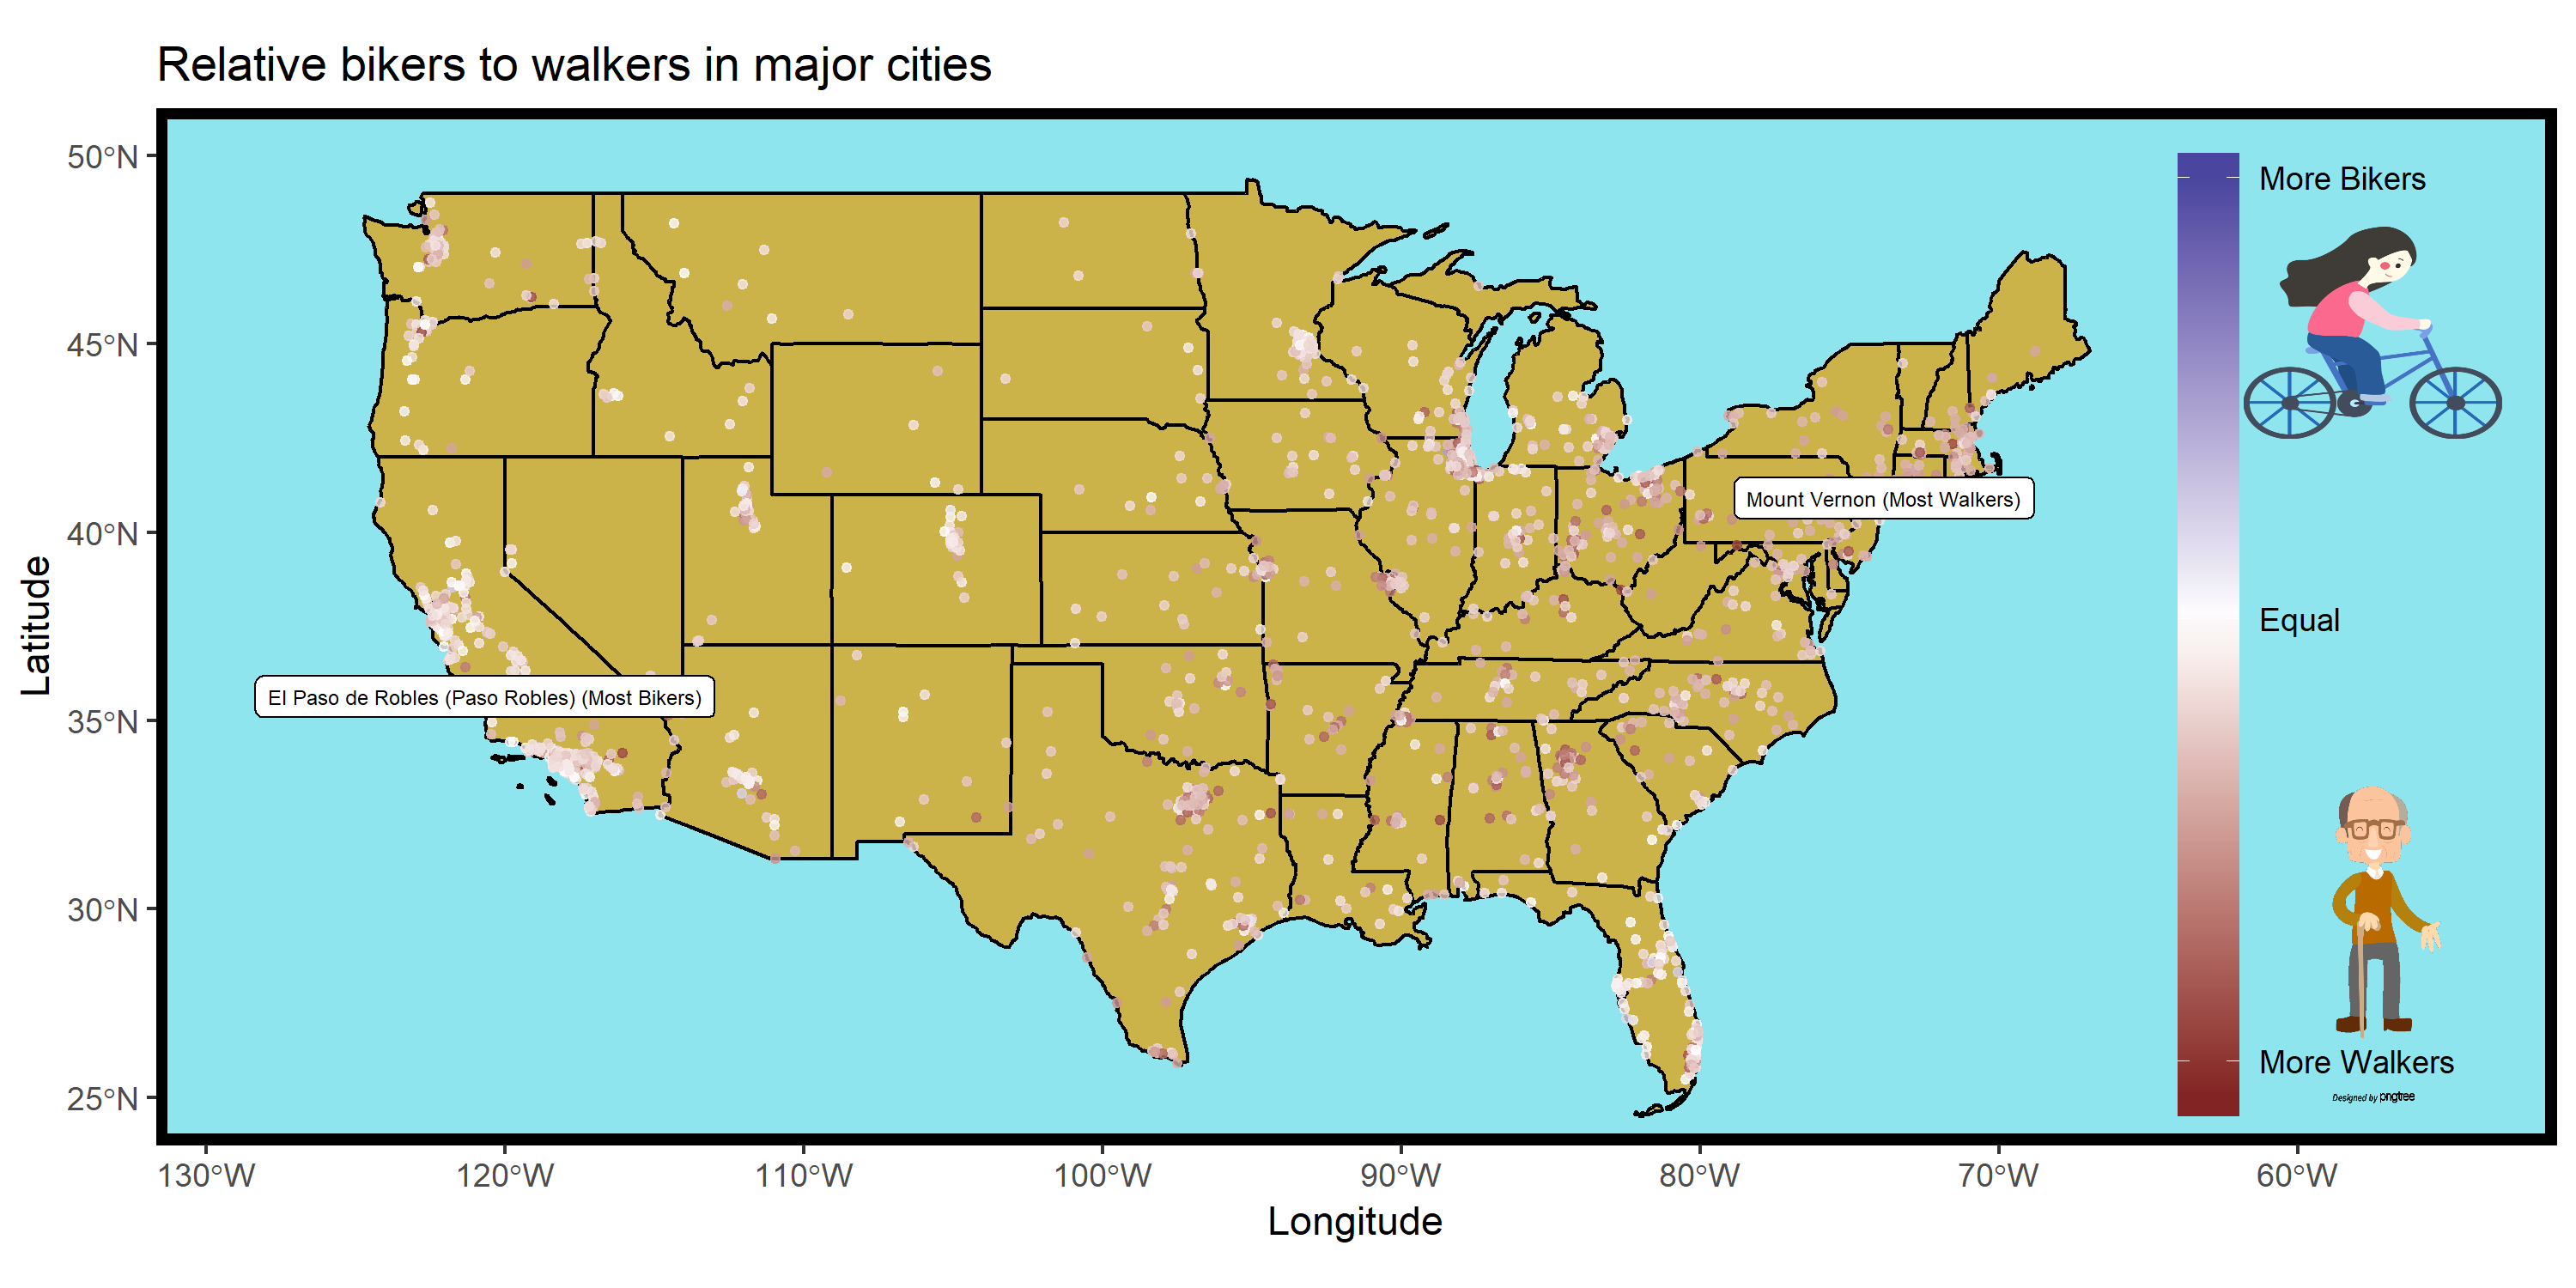 Relative bikers to walkers in major cities
50°N
45°N
40°N
35°N
30°N
25°N
Latitude
130°W
120°W
110°W
100°W
90°W
80°W
70°W
60°W
Longitude
El Paso de Robles (Paso Robles) (Most Bikers)
Mount Vernon (Most Walkers)
More Bikers
Equal
More Walkers
Designed by pngtree